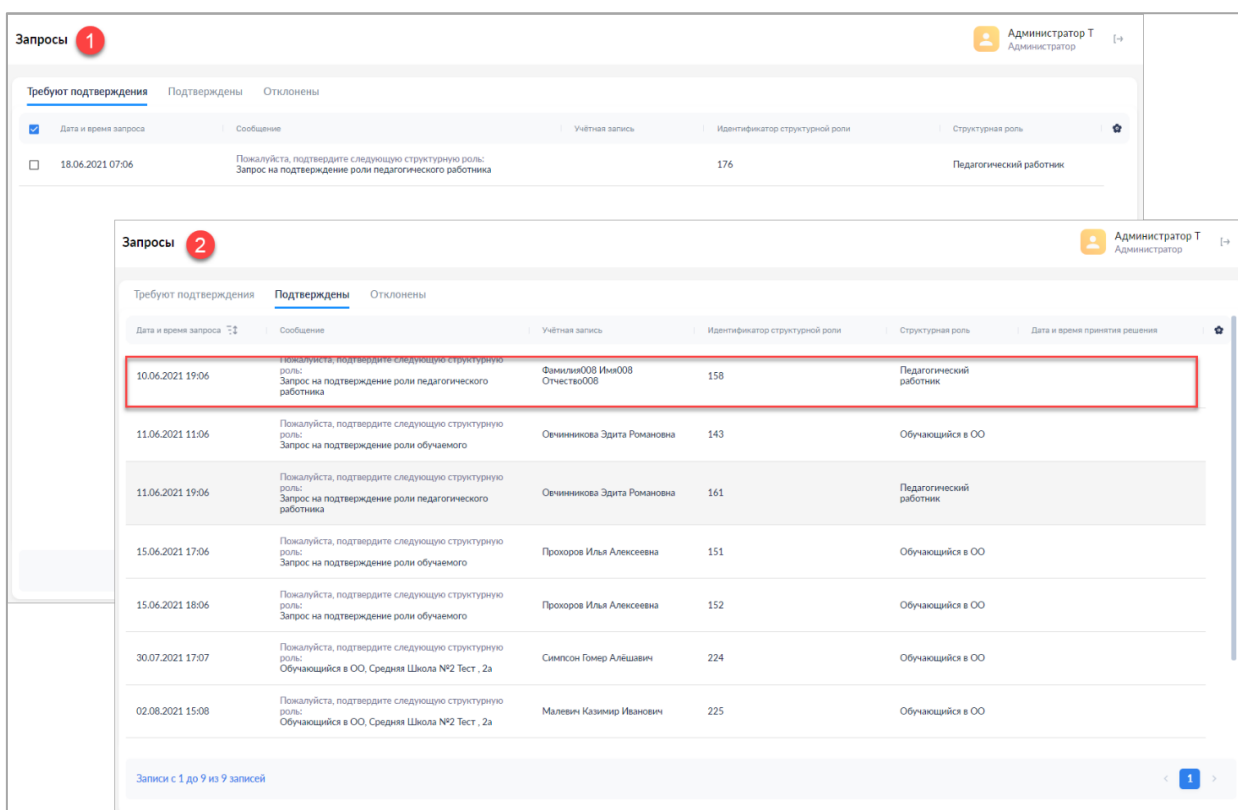 Запросы 1
Администратор Т
Администратор
Требуют подтверждения Подтверждены Отклонены
Дата и время запроса Сообщение Учётная запись Идентификатор структурной роли Структурная роль
Пожалуйста, подтвердите следующую структурную роль:
18.06.2021 07:06 176 Педагогический работник
Запрос на подтверждение роли педагогического работника
Запросы 2
Администратор Т
Администратор
Требуют подтверждения Подтверждены Отклонены
Дата и время запроса Сообщение Учётная запись Идентификатор структурной роли Структурная роль Дата и время принятия решения
Пожалуйста, подтвердите следующую структурную
роль: Фамилия008 Имя008 Педагогический
10.06.2021 19:06 158
Запрос на подтверждение роли педагогического Отчество008 работник
работника
Пожалуйста, подтвердите следующую структурную
11.06.2021 11:06 роль: Овчинникова Эдита Романовна 143 Обучающийся в ОО
Запрос на подтверждение роли обучаемого
Пожалуйста, подтвердите следующую структурную
роль: Педагогический
11.06.2021 19:06 Овчинникова Эдита Романовна 161
Запрос на подтверждение роли педагогического работник
работника
Пожалуйста, подтвердите следующую структурную
15.06.2021 17:06 роль: Прохоров Илья Алексеевна 151 Обучающийся в ОО
Запрос на подтверждение роли обучаемого
Пожалуйста, подтвердите следующую структурную
15.06.2021 18:06 роль: Прохоров Илья Алексеевна 152 Обучающийся в ОО
Запрос на подтверждение роли обучаемого
Пожалуйста, подтвердите следующую структурную
30.07.2021 17:07 роль: Симпсон Гомер Алёшавич 224 Обучающийся в ОО
Обучающийся в ОО, Средняя Школа №2 Тест , 2а
Пожалуйста, подтвердите следующую структурную
02.08.2021 15:08 роль: Малевич Казимир Иванович 225 Обучающийся в ОО
Обучающийся в ОО, Средняя Школа №2 Тест , 2а
Записи с 1 до 9 из 9 записей < 1 >